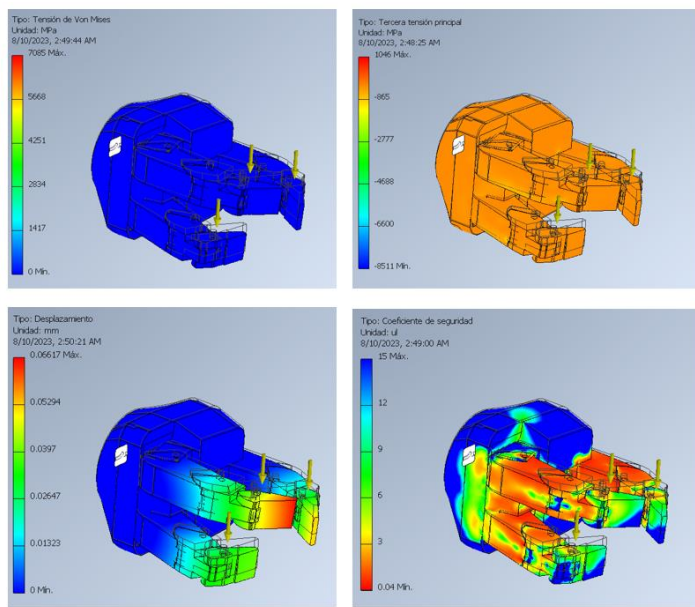 Tipo: Tensión de Von Mises
Unidad: MPa
8/10/2023, 2:49:44 AM
7085 Máx.
5668
4251
2834
1417
0 Mín.
Tipo: Tercera tensión principal
Unidad: MPa
8/10/2023, 2:48:25 AM
1046 Máx.
-865
-2777
-4688
-6600
-8511 Mín.
Tipo: Desplazamiento
Unidad: mm
8/10/2023, 2:50:21 AM
0.06617 Máx.
0.05294
0.0397
0.02647
0.01323
0 Mín.
Tipo: Coeficiente de seguridad
Unidad: ul
8/10/2023, 2:49:00 AM
15 Máx.
12
9
6
3
0.04 Mín.